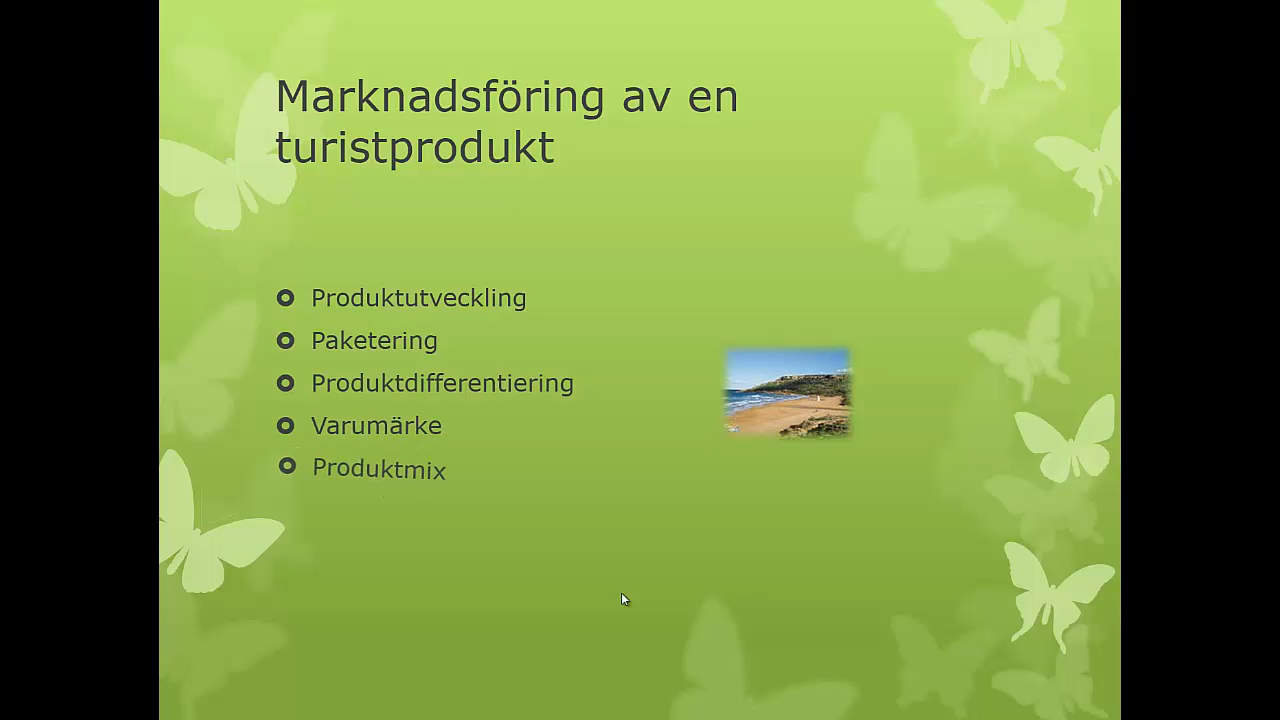 Marknadsföring av en
turistprodukt
Produktutveckling
Paketering
Produktdifferentiering
Varumärke
Produktmix